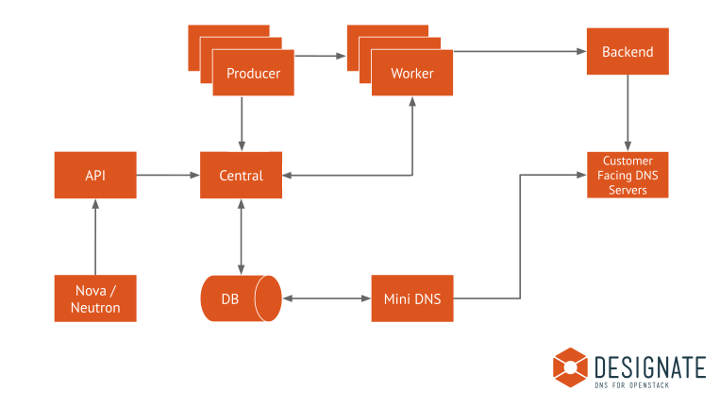 Producer
Worker
Backend
API
Central
Customer
Facing DNS
Servers
Nova /
Neutron
DB
Mini DNS
DESIGNATE
DNS FOR OPENSTACK